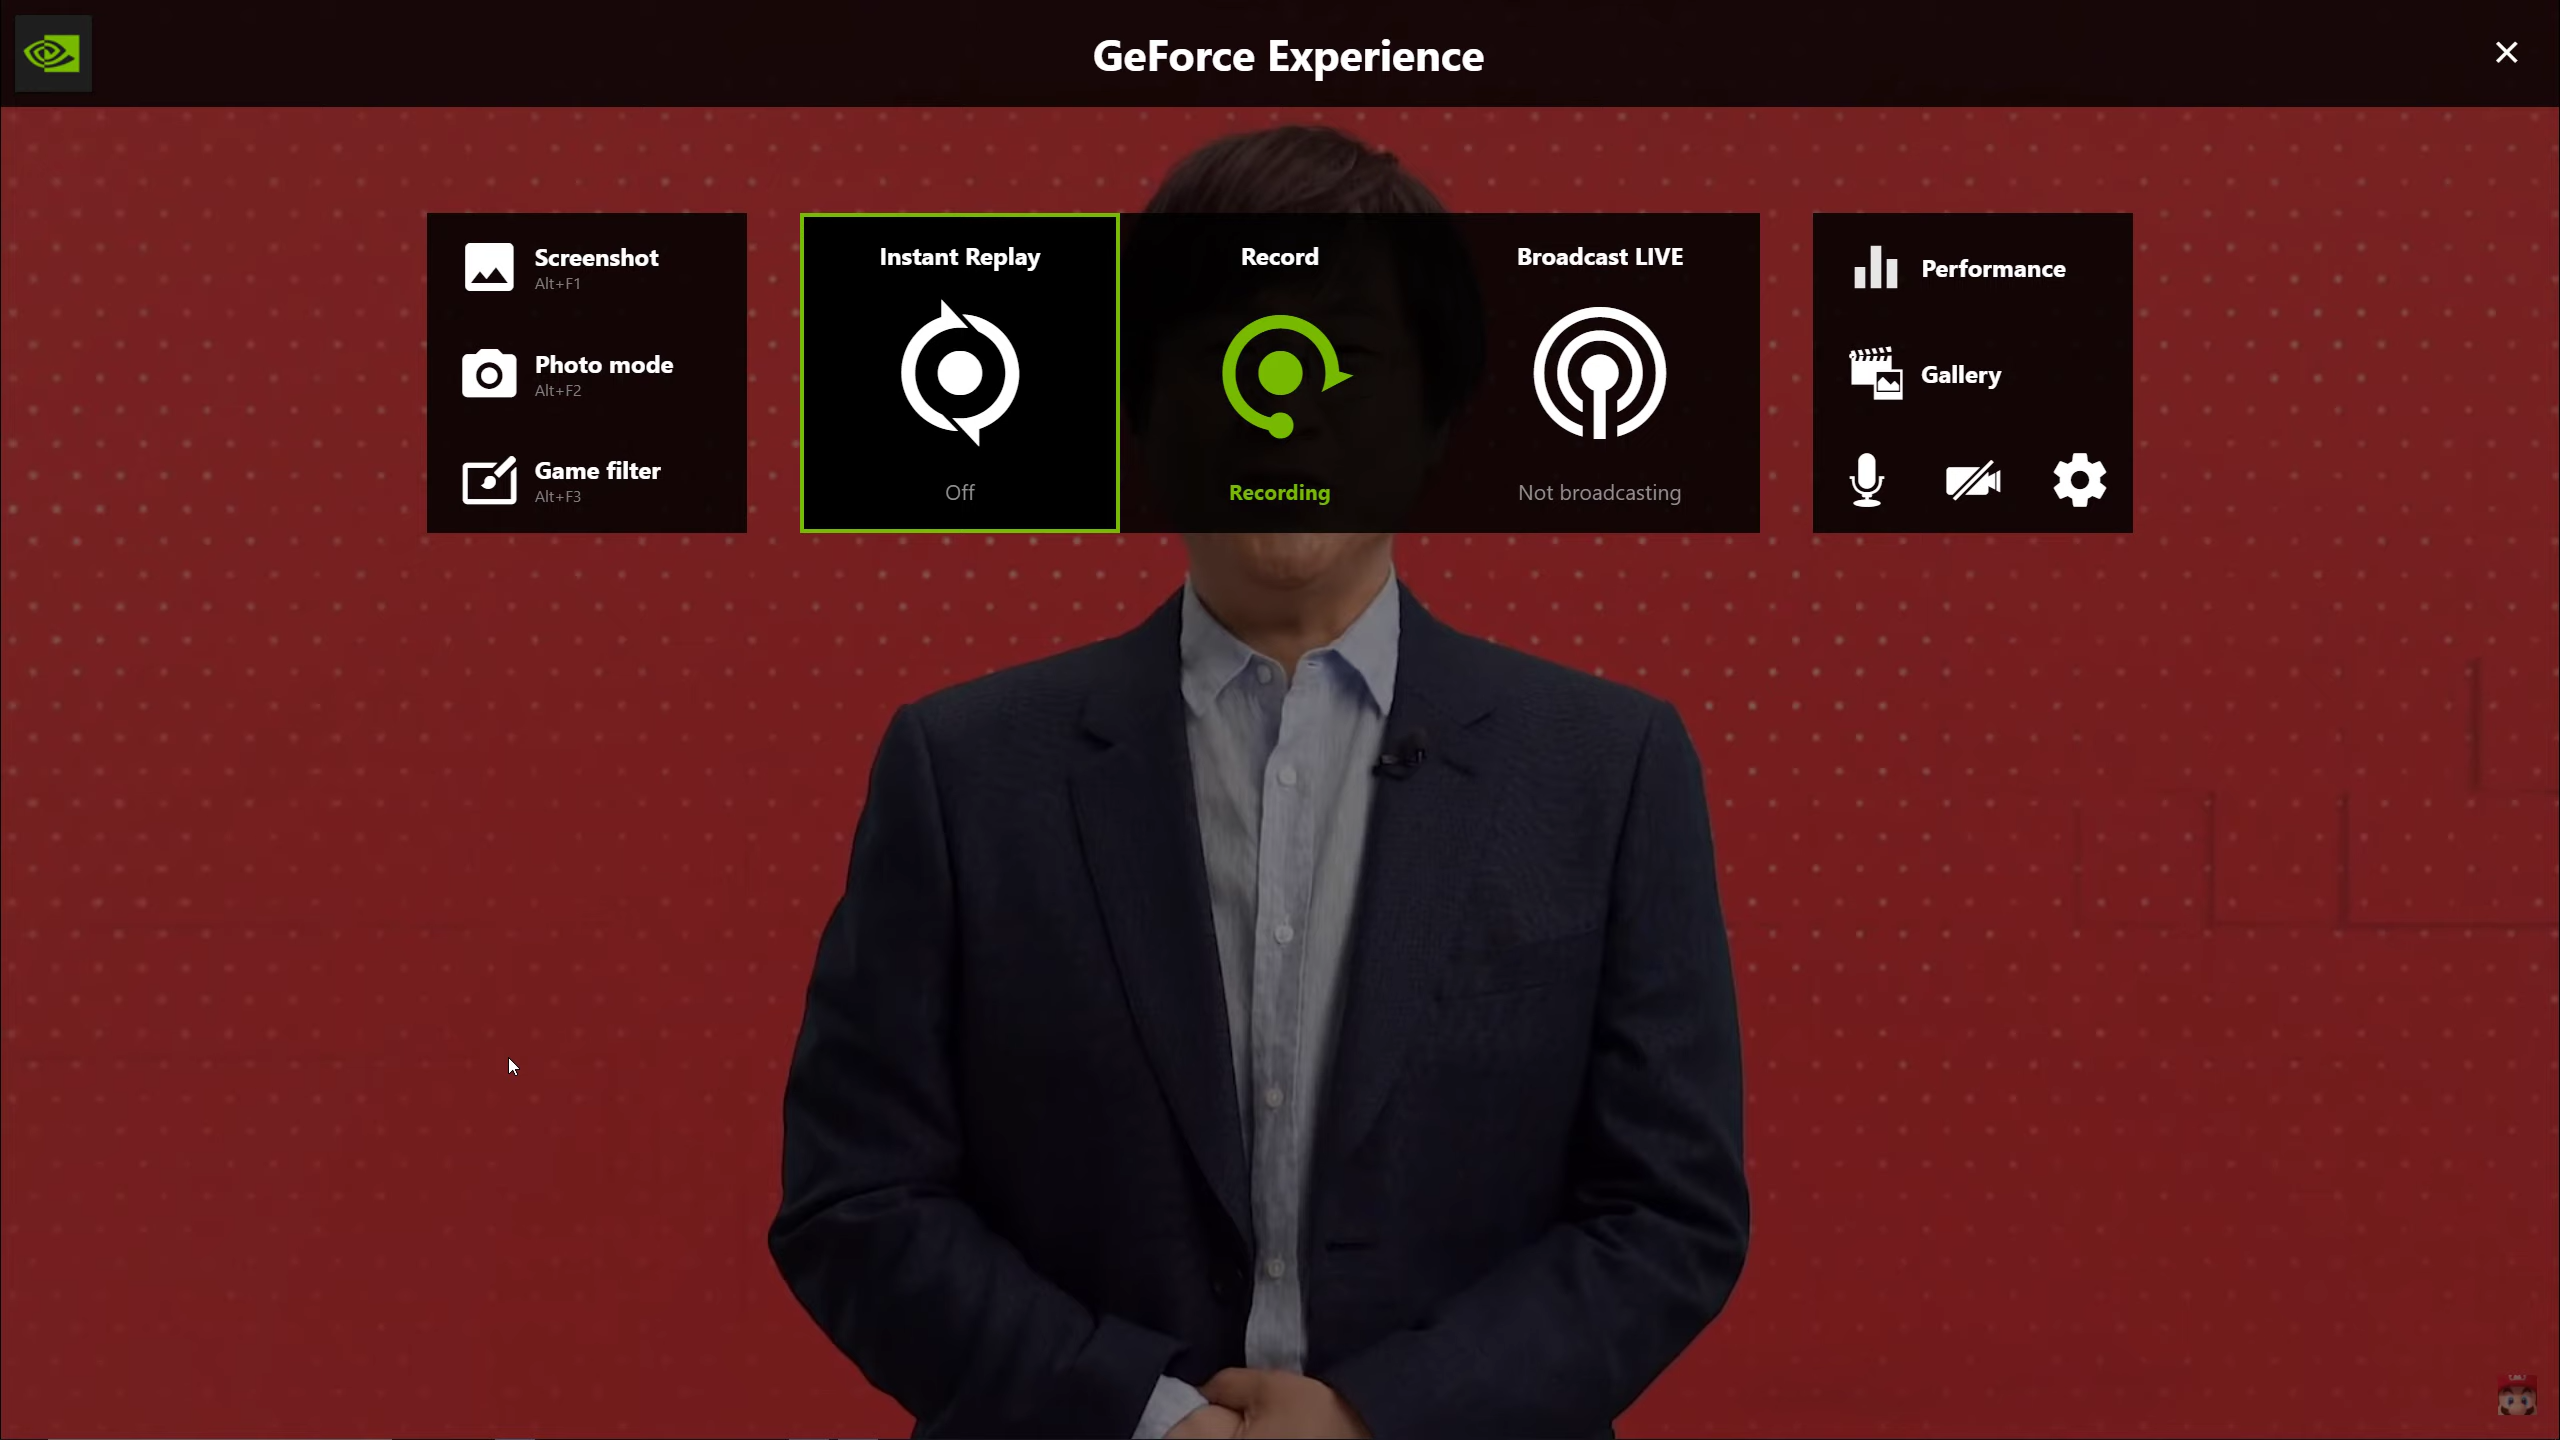 GeForce Experience
Screenshot
Alt+F1
Photo mode
Alt+F2
Game filter
Alt+F3
Instant Replay
Off
Record
Recording
Broadcast LIVE
Not broadcasting
Performance
Gallery